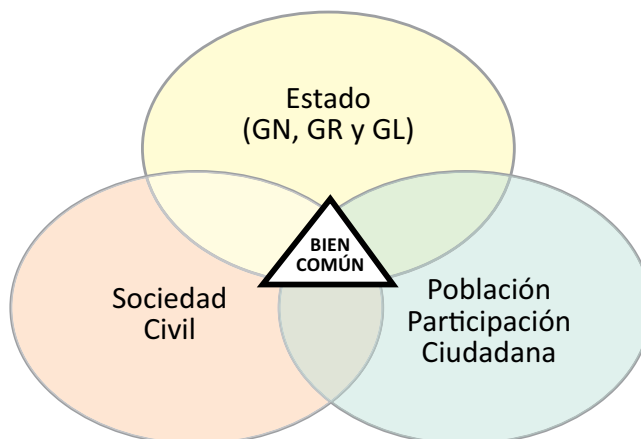 Estado
(GN, GR y GL)
BIEN
COMÚN
Sociedad
Civil
Población
Participación
Ciudadana